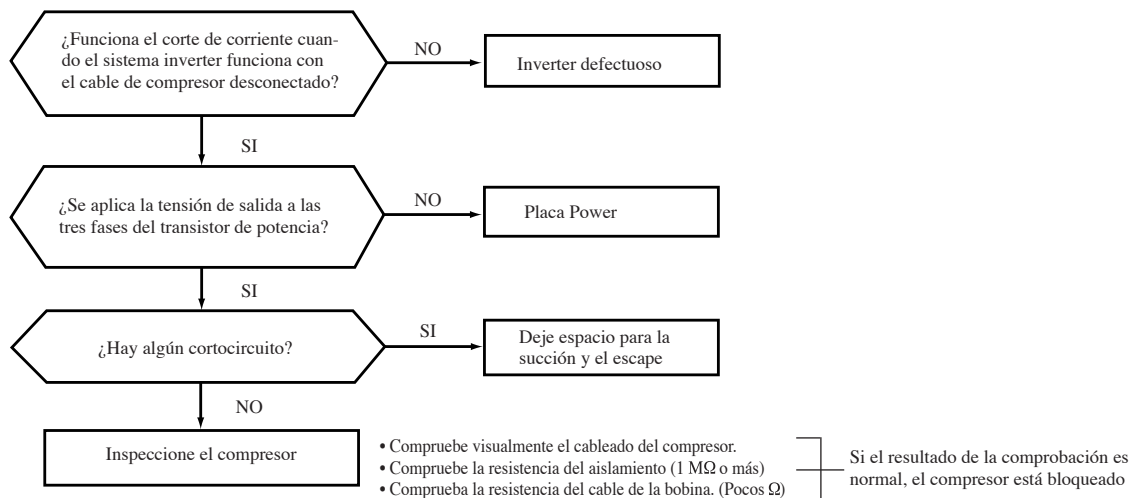 ¿Funciona el corte de corriente cuan-
do el sistema inverter funciona con
el cable de compresor desconectado?
NO
Inverter defectuoso
SI
¿Se aplica la tensión de salida a las
tres fases del transistor de potencia?
NO
Placa Power
SI
¿Hay algún cortocircuito?
SI
Deje espacio para la
succión y el escape
NO
Inspeccione el compresor
• Compruebe visualmente el cableado del compresor.
• Compruebe la resistencia del aislamiento (1 MΩ o más)
• Comprueba la resistencia del cable de la bobina. (Pocos Ω)
Si el resultado de la comprobación es
normal, el compresor está bloqueado